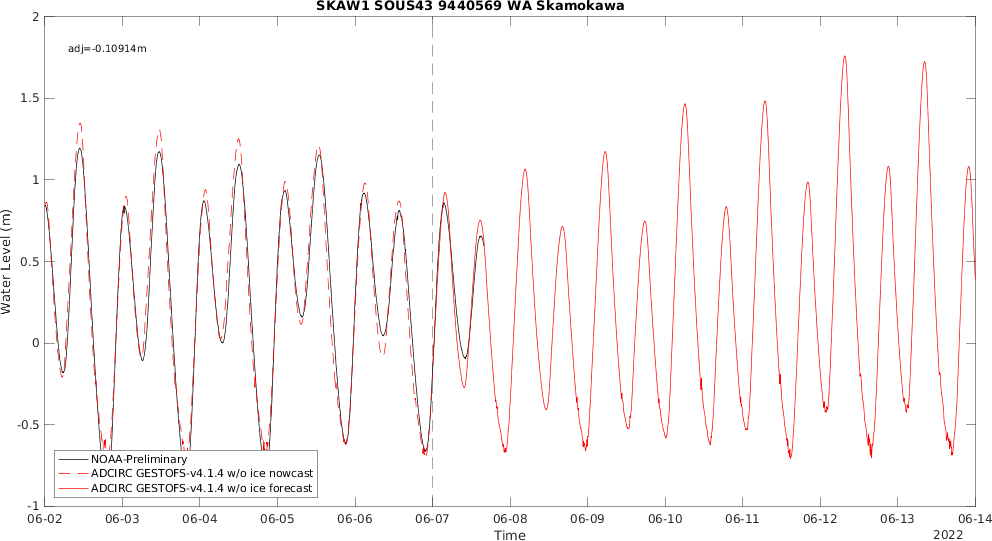 SKAW1 SOUS43 9440569 WA Skamokawa
adj=-0.10914m
Water Level (m)
2
1.5
1
0.5
0
-0.5
-1
NOAA-Preliminary
ADCIRC GESTOFS-v4.1.4 w/o ice nowcast
ADCIRC GESTOFS-v4.1.4 w/o ice forecast
06-02 06-03 06-04 06-05 06-06 06-07 06-08 06-09 06-10 06-11 06-12 06-13 06-14
Time
2022